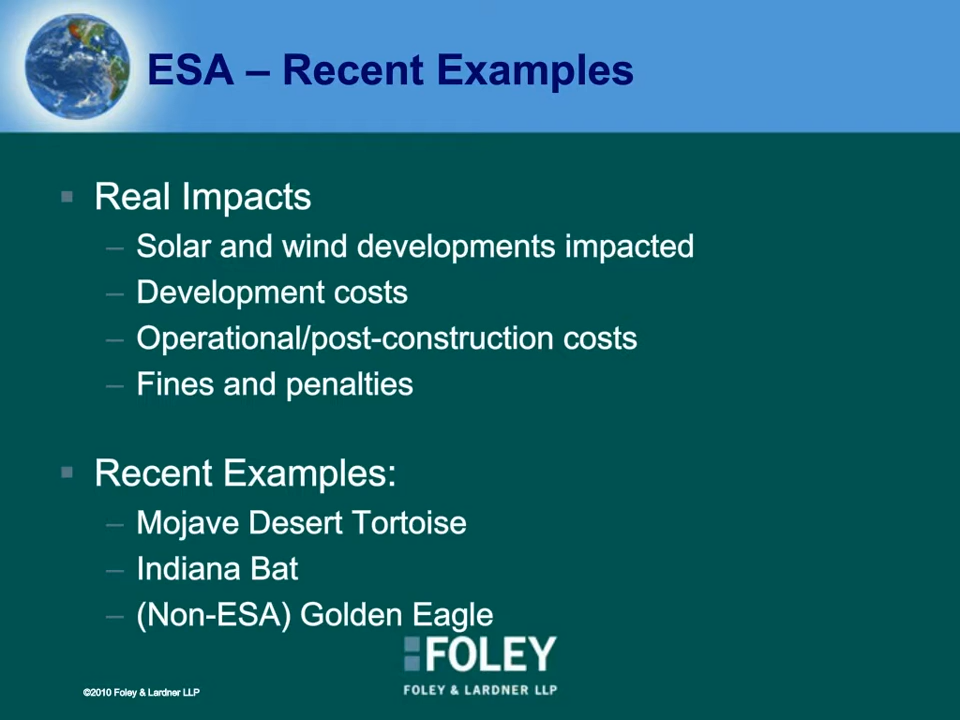 ESA – Recent Examples
Real Impacts
– Solar and wind developments impacted
– Development costs
– Operational/post-construction costs
– Fines and penalties
Recent Examples:
– Mojave Desert Tortoise
– Indiana Bat
– (Non-ESA) Golden Eagle
FOLEY
FOLEY & LARDNER LLP
©2010 Foley & Lardner LLP